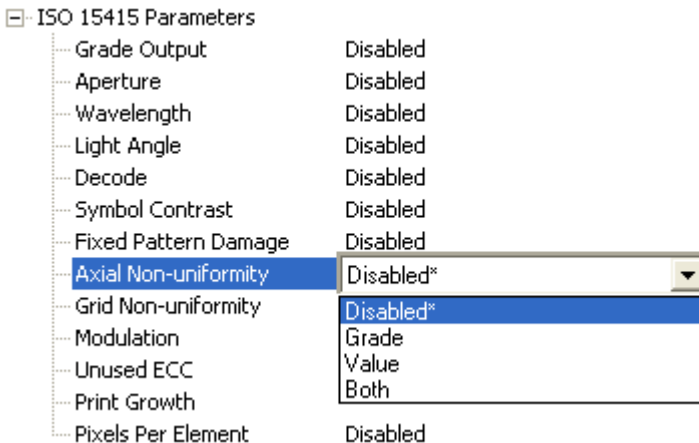 ISO 15415 Parameters
Grade Output Disabled
Aperture Disabled
Wavelength Disabled
Light Angle Disabled
Decode Disabled
Symbol Contrast Disabled
Fixed Pattern Damage Disabled
Axial Non-uniformity Disabled*
Grid Non-uniformity Disabled*
Modulation Grade
Unused ECC Value
Print Growth Both
Pixels Per Element Disabled